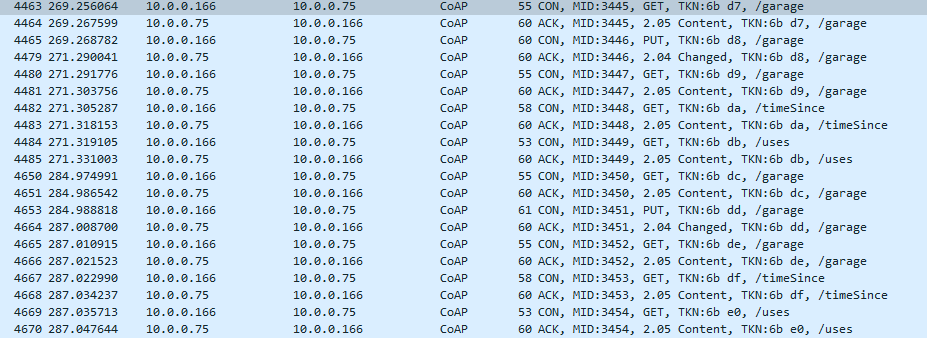 4463 269.256064 10.0.0.166 10.0.0.75 CoAP 55 CON, MID:3445, GET, TKN:6b d7, /garage
4464 269.267599 10.0.0.75 10.0.0.166 CoAP 60 ACK, MID:3445, 2.05 Content, TKN:6b d7, /garage
4465 269.268782 10.0.0.166 10.0.0.75 CoAP 60 CON, MID:3446, PUT, TKN:6b d8, /garage
4479 271.290041 10.0.0.75 10.0.0.166 CoAP 60 ACK, MID:3446, 2.04 Changed, TKN:6b d8, /garage
4480 271.291776 10.0.0.166 10.0.0.75 CoAP 55 CON, MID:3447, GET, TKN:6b d9, /garage
4481 271.303756 10.0.0.75 10.0.0.166 CoAP 60 ACK, MID:3447, 2.05 Content, TKN:6b d9, /garage
4482 271.305287 10.0.0.166 10.0.0.75 CoAP 58 CON, MID:3448, GET, TKN:6b da, /timeSince
4483 271.318153 10.0.0.75 10.0.0.166 CoAP 60 ACK, MID:3448, 2.05 Content, TKN:6b da, /timeSince
4484 271.319105 10.0.0.166 10.0.0.75 CoAP 53 CON, MID:3449, GET, TKN:6b db, /uses
4485 271.331003 10.0.0.75 10.0.0.166 CoAP 60 ACK, MID:3449, 2.05 Content, TKN:6b db, /uses
4650 284.974991 10.0.0.166 10.0.0.75 CoAP 55 CON, MID:3450, GET, TKN:6b dc, /garage
4651 284.986542 10.0.0.75 10.0.0.166 CoAP 60 ACK, MID:3450, 2.05 Content, TKN:6b dc, /garage
4653 284.988818 10.0.0.166 10.0.0.75 CoAP 61 CON, MID:3451, PUT, TKN:6b dd, /garage
4664 287.008700 10.0.0.75 10.0.0.166 CoAP 60 ACK, MID:3451, 2.04 Changed, TKN:6b dd, /garage
4665 287.010915 10.0.0.166 10.0.0.75 CoAP 55 CON, MID:3452, GET, TKN:6b de, /garage
4666 287.021523 10.0.0.75 10.0.0.166 CoAP 60 ACK, MID:3452, 2.05 Content, TKN:6b de, /garage
4667 287.022990 10.0.0.166 10.0.0.75 CoAP 58 CON, MID:3453, GET, TKN:6b df, /timeSince
4668 287.034237 10.0.0.75 10.0.0.166 CoAP 60 ACK, MID:3453, 2.05 Content, TKN:6b df, /timeSince
4669 287.035713 10.0.0.166 10.0.0.75 CoAP 53 CON, MID:3454, GET, TKN:6b e0, /uses
4670 287.047644 10.0.0.75 10.0.0.166 CoAP 60 ACK, MID:3454, 2.05 Content, TKN:6b e0, /uses